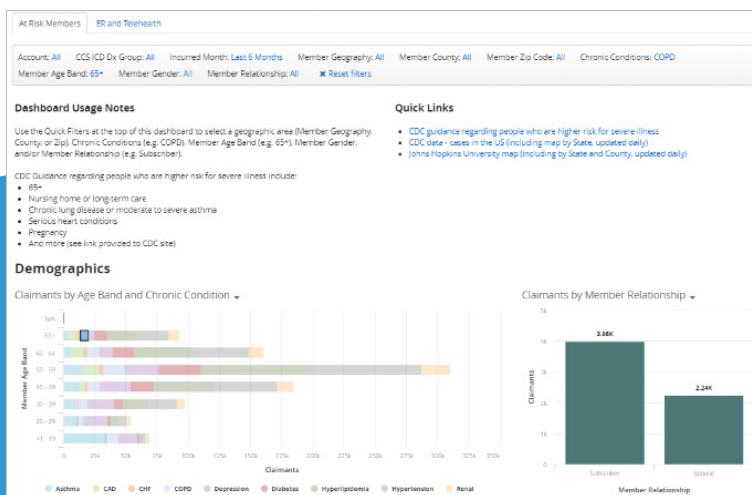 At Risk Members ER and Telehealth
Account: All CCS ICD Dx Group: All Incurred Month: Last 6 Months Member Geography: All Member County: All Member Zip Code: All Chronic Conditions: COPD
Member Age Band: 65+ Member Gender: All Member Relationship: All ✖ Reset filters
Dashboard Usage Notes
Use the Quick Filters at the top of this dashboard to select a geographic area (Member Geography,
County, or Zip), Chronic Conditions (e.g. COPD), Member Age Band (e.g. 65+), Member Gender,
and/or Member Relationship (e.g. Subscriber).
CDC Guidance regarding people who are higher risk for severe illness include:
• 65+
• Nursing home or long-term care
• Chronic lung disease or moderate to severe asthma
• Serious heart conditions
• Pregnancy
• And more (see link provided to CDC site)
Quick Links
• CDC guidance regarding people who are higher risk for severe illness
• CDC data - cases in the US (including map by State, updated daily)
• Johns Hopkins University map (including by State and County, updated daily)
Demographics
Claimants by Age Band and Chronic Condition
Member Age Band
N/A
65+
60 - 64
50 - 59
40 - 49
30 - 39
20 - 29
<1 - 19
0 25k 50k 75k 100k 125k 150k 175k 200k 225k 250k 275k 300k 325k 350k
Claimants
Asthma CAD CHF COPD Depression Diabetes Hyperlipidemia Hypertension Renal
Claimants by Member Relationship
Claimants
5k
4k
3k
2k
1k
0
3.98K
2.24K
Subscriber Spouse
Member Relationship